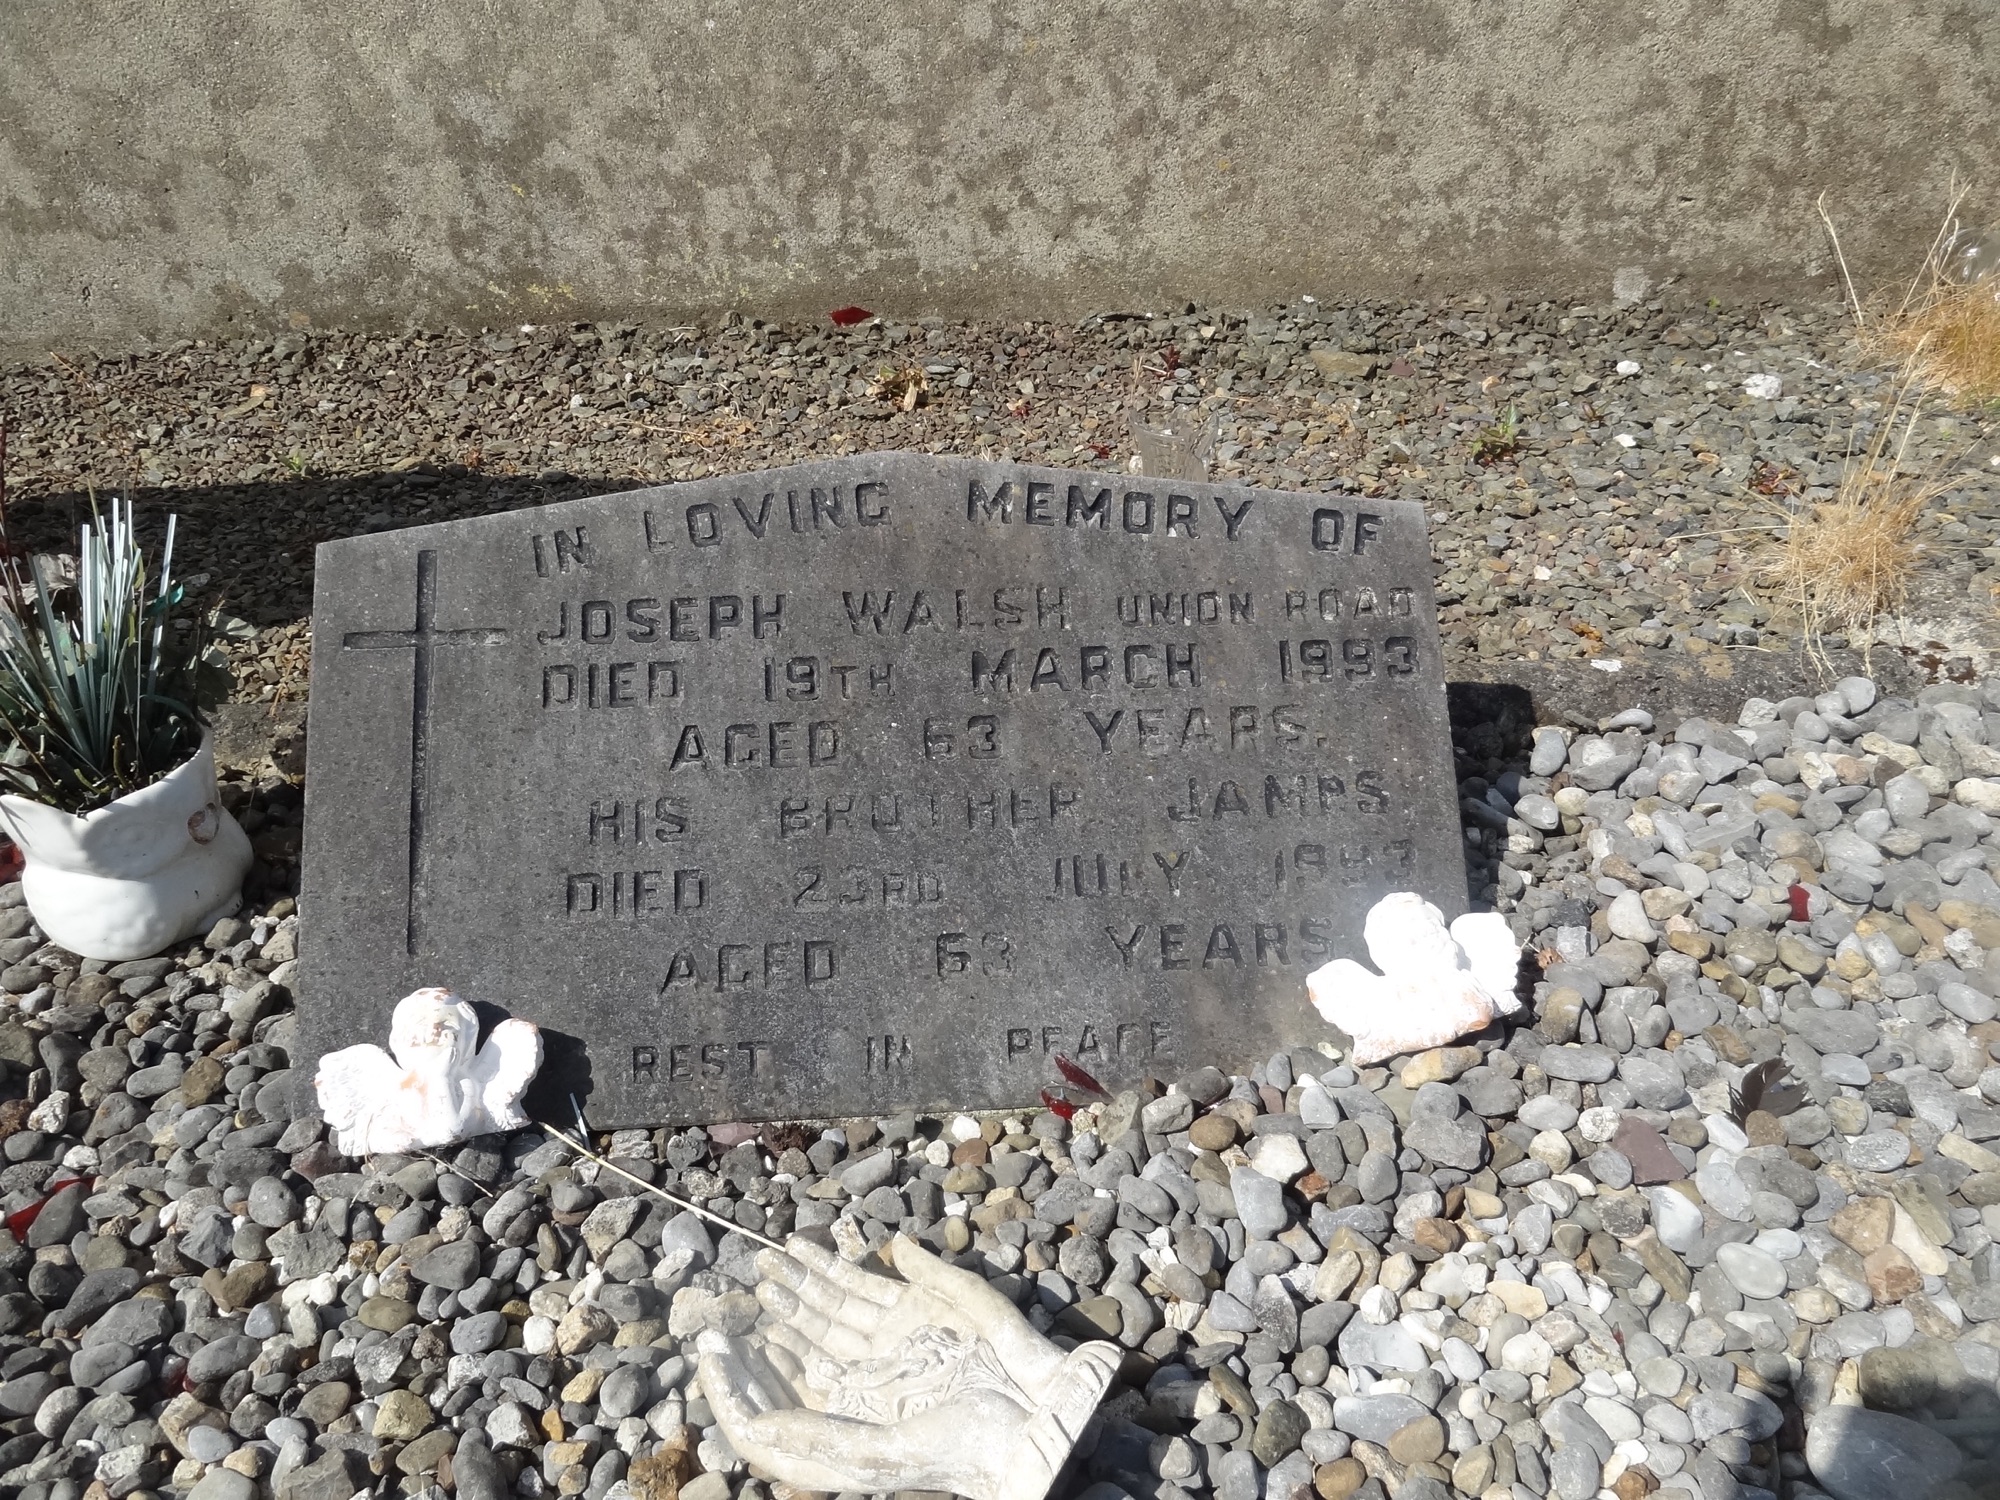 IN LOVING MEMORY OF
JOSEPH WALSH UNION ROAD
DIED 19TH MARCH 1993
AGED 63 YEARS.
HIS BROTHER JAMES
DIED 23RD JULY 1993
AGED 63 YEARS
REST IN PEACE